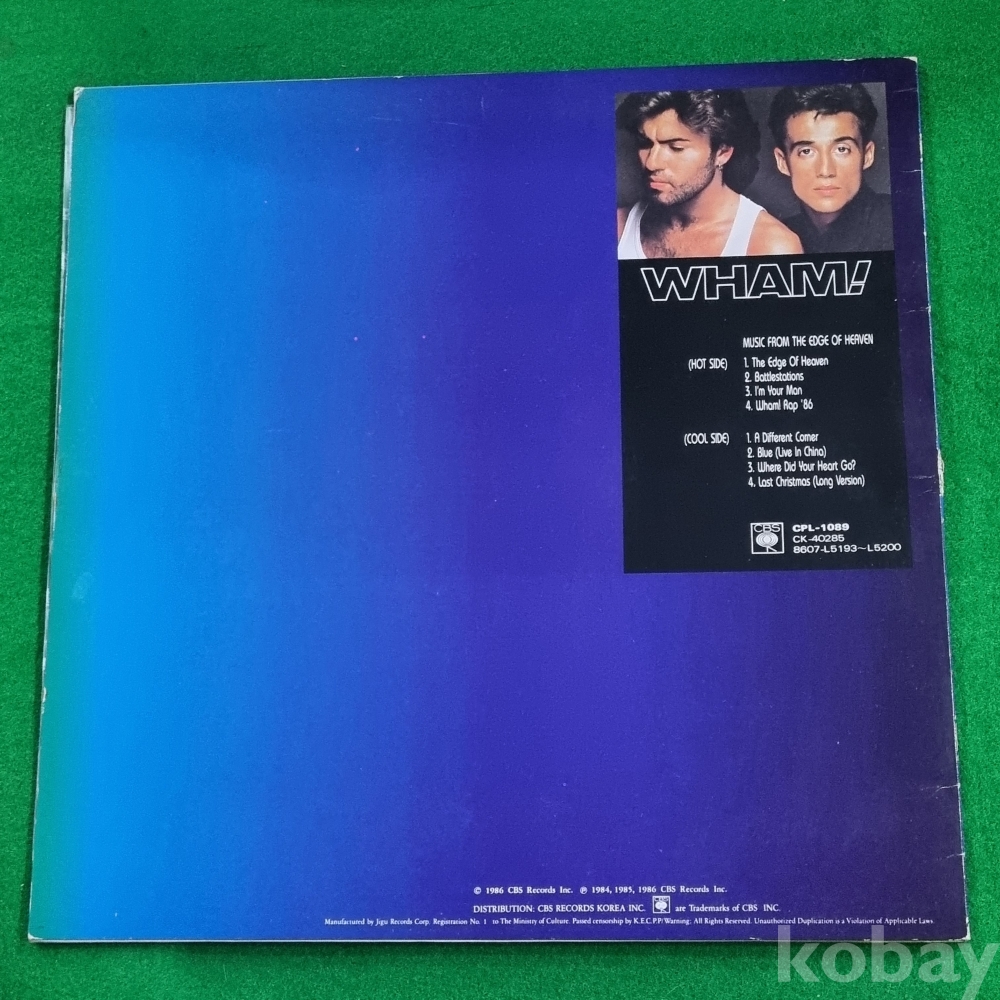 WHAM!
MUSIC FROM THE EDGE OF HEAVEN
(HOT SIDE) 1. The Edge Of Heaven
2. Battlestations
3. I'm Your Man
4. Wham! Rap '86
(COOL SIDE) 1. A Different Corner
2. Blue (Live In China)
3. Where Did Your Heart Go?
4. Last Christmas (Long Version)
CBS CPL-1089
CK-40285
8607-L5193~L5200
© 1986 CBS Records Inc. ℗ 1984, 1985, 1986 CBS Records Inc.
DISTRIBUTION: CBS RECORDS KOREA INC. CBS are Trademarks of CBS INC.
Manufactured by Jigu Records Corp. Registration No. 1 to The Ministry of Culture. Passed censorship by K.E.C.P.P/Warning; All Rights Reserved. Unauthorized Duplication is a Violation of Applicable Laws.
kobay